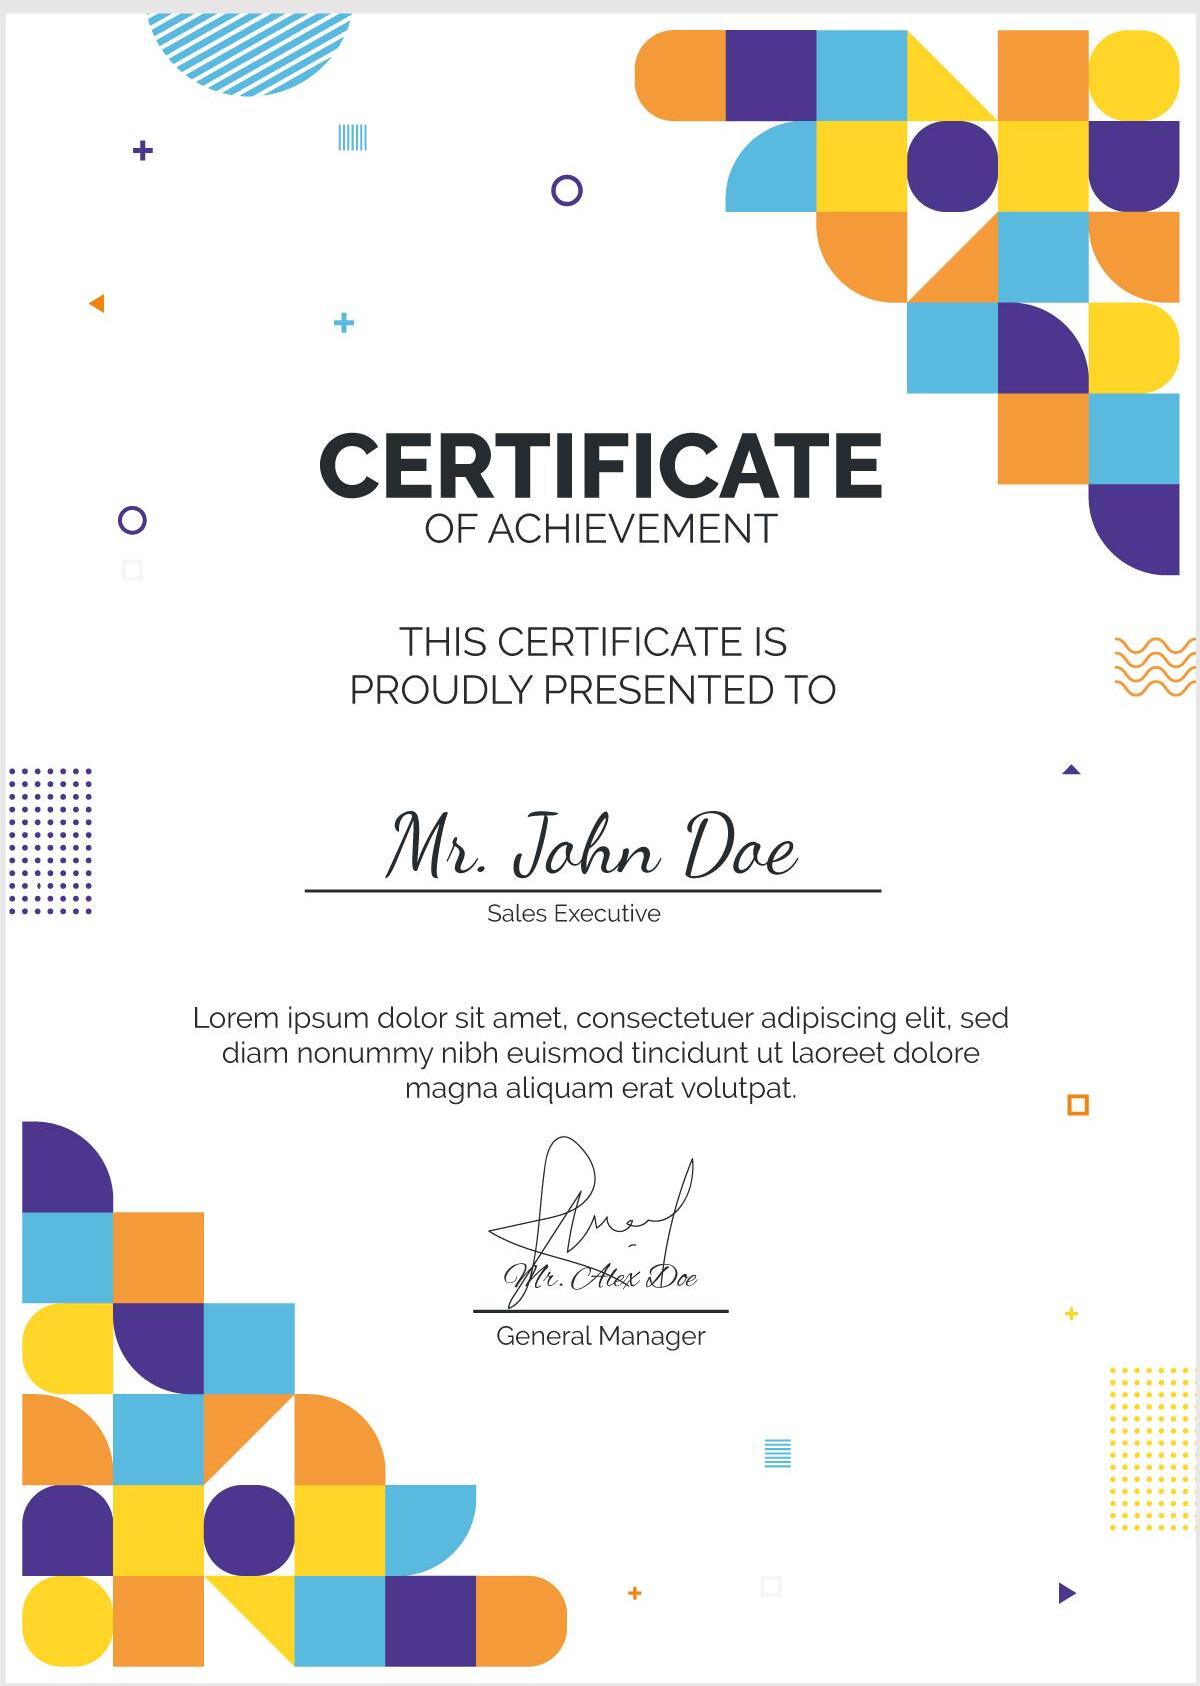 CERTIFICATE
OF ACHIEVEMENT
THIS CERTIFICATE IS
PROUDLY PRESENTED TO
Mr. John Doe
Sales Executive
Lorem ipsum dolor sit amet, consectetuer adipiscing elit, sed
diam nonummy nibh euismod tincidunt ut laoreet dolore
magna aliquam erat volutpat.
Mr. Alex Doe
General Manager